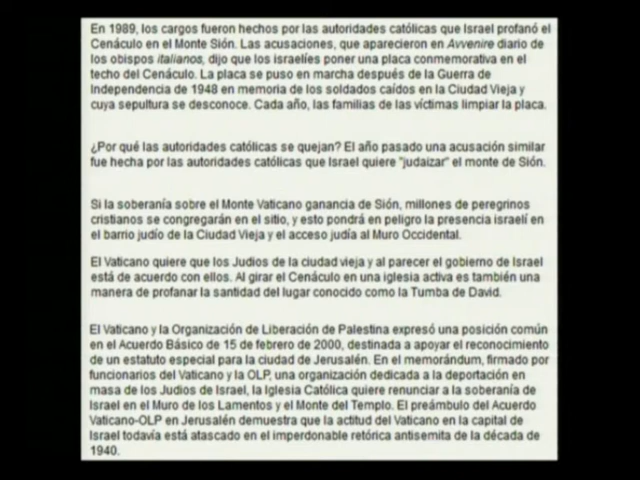 En 1989, los cargos fueron hechos por las autoridades católicas que Israel profanó el
Cenáculo en el Monte Sión. Las acusaciones, que aparecieron en Avvenire diario de
los obispos italianos, dijo que los israelíes poner una placa conmemorativa en el
techo del Cenáculo. La placa se puso en marcha después de la Guerra de
Independencia de 1948 en memoria de los soldados caídos en la Ciudad Vieja y
cuya sepultura se desconoce. Cada año, las familias de las víctimas limpiar la placa.
¿Por qué las autoridades católicas se quejan? El año pasado una acusación similar
fue hecha por las autoridades católicas que Israel quiere "judaizar" el monte de Sión.
Si la soberanía sobre el Monte Vaticano ganancia de Sión, millones de peregrinos
cristianos se congregarán en el sitio, y esto pondrá en peligro la presencia israelí en
el barrio judío de la Ciudad Vieja y el acceso judía al Muro Occidental.
El Vaticano quiere que los Judios de la ciudad vieja y al parecer el gobierno de Israel
está de acuerdo con ellos. Al girar el Cenáculo en una iglesia activa es también una
manera de profanar la santidad del lugar conocido como la Tumba de David.
El Vaticano y la Organización de Liberación de Palestina expresó una posición común
en el Acuerdo Básico de 15 de febrero de 2000, destinada a apoyar el reconocimiento
de un estatuto especial para la ciudad de Jerusalén. En el memorándum, firmado por
funcionarios del Vaticano y la OLP, una organización dedicada a la deportación en
masa de los Judios de Israel, la Iglesia Católica quiere renunciar a la soberanía de
Israel en el Muro de los Lamentos y el Monte del Templo. El preámbulo del Acuerdo
Vaticano-OLP en Jerusalén demuestra que la actitud del Vaticano en la capital de
Israel todavía está atascado en el imperdonable retórica antisemita de la década de
1940.